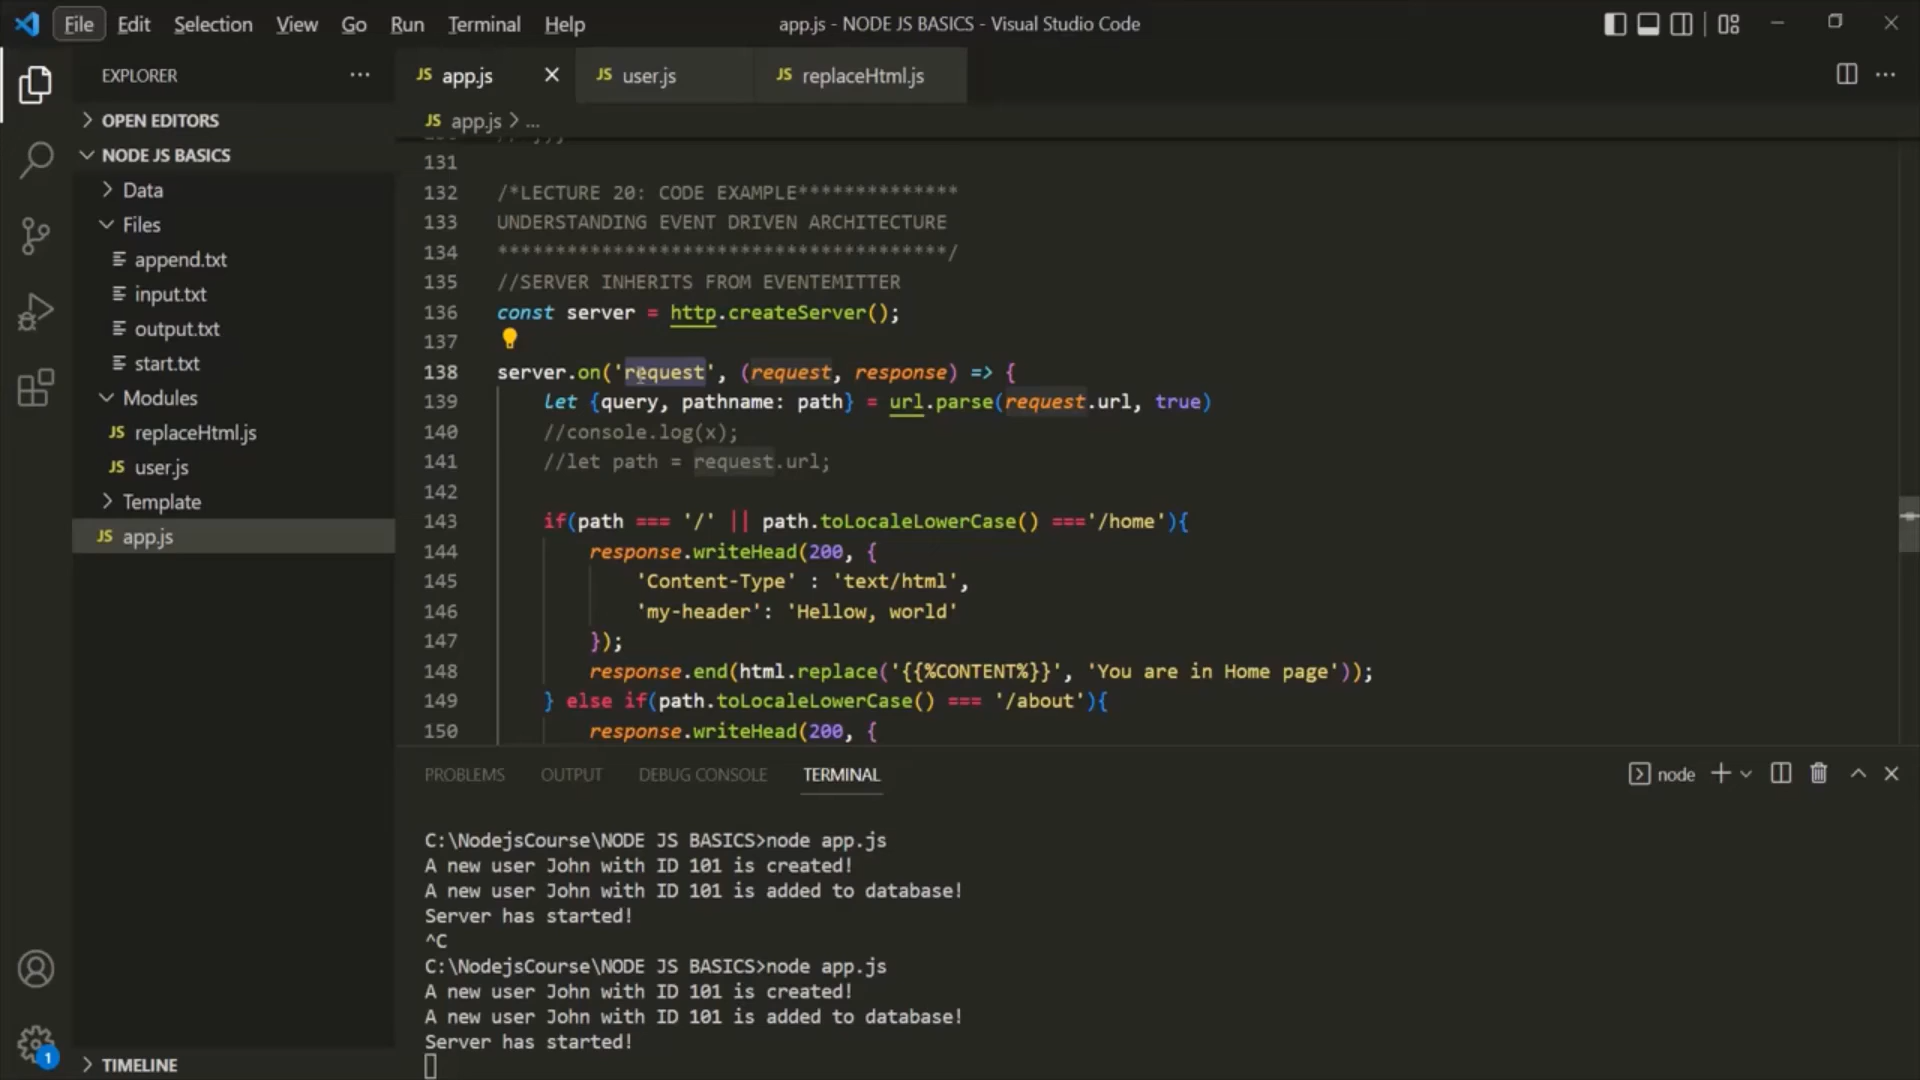 File Edit Selection View Go Run Terminal Help
app.js - NODE JS BASICS - Visual Studio Code
EXPLORER
OPEN EDITORS
NODE JS BASICS
Data
Files
append.txt
input.txt
output.txt
start.txt
Modules
JS replaceHtml.js
JS user.js
Template
JS app.js
1
TIMELINE
JS app.js
JS user.js
JS replaceHtml.js
JS app.js > ...
131
132 /*LECTURE 20: CODE EXAMPLE**************
133 UNDERSTANDING EVENT DRIVEN ARCHITECTURE
134 ***************************************/
135 //SERVER INHERITS FROM EVENTEMITTER
136 const server = http.createServer();
137
138 server.on('request', (request, response) => {
139 let {query, pathname: path} = url.parse(request.url, true)
140 //console.log(x);
141 //let path = request.url;
142
143 if(path === '/' || path.toLocaleLowerCase() ==='/home'){
144 response.writeHead(200, {
145 'Content-Type' : 'text/html',
146 'my-header': 'Hellow, world'
147 });
148 response.end(html.replace('{{%CONTENT%}}', 'You are in Home page'));
149 } else if(path.toLocaleLowerCase() === '/about'){
150 response.writeHead(200, {
PROBLEMS OUTPUT DEBUG CONSOLE TERMINAL
node
C:\NodejsCourse\NODE JS BASICS>node app.js
A new user John with ID 101 is created!
A new user John with ID 101 is added to database!
Server has started!
^C
C:\NodejsCourse\NODE JS BASICS>node app.js
A new user John with ID 101 is created!
A new user John with ID 101 is added to database!
Server has started!